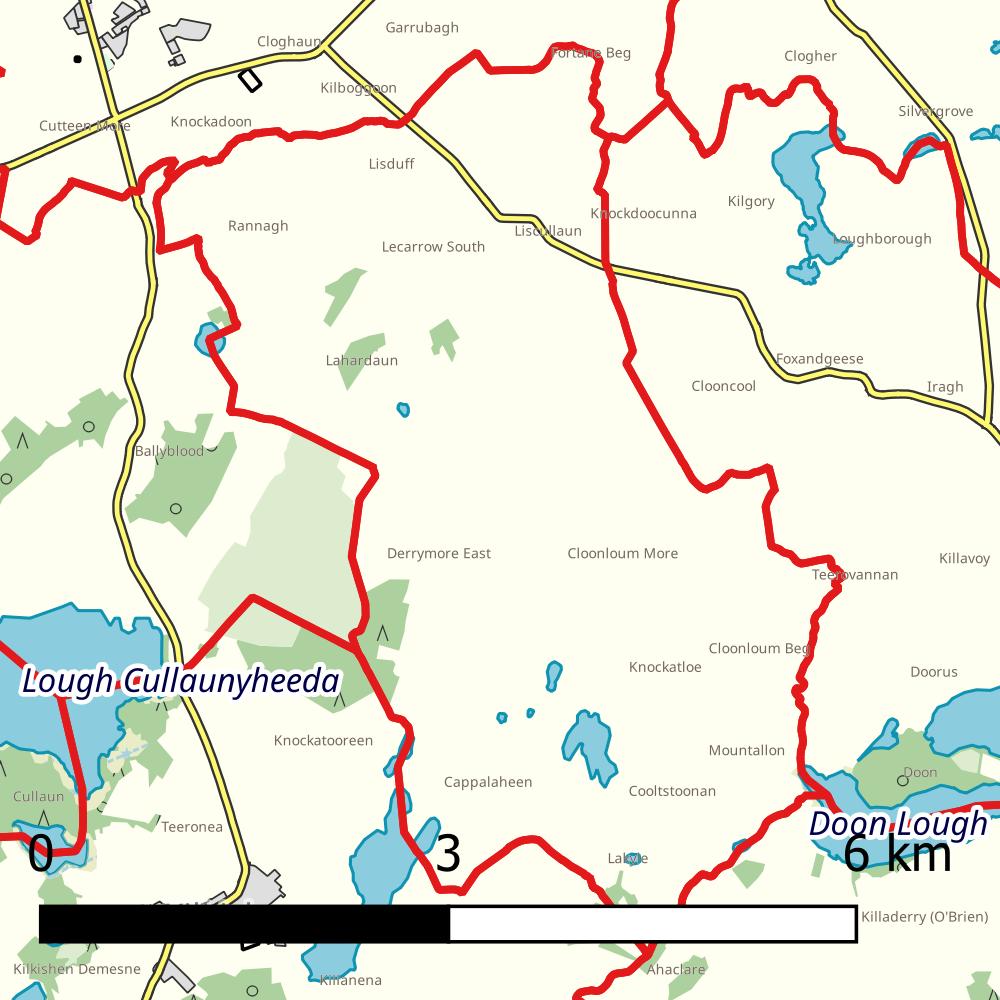 Garrubagh
Cloghaun
Fortane Beg
Clogher
Kilboggoon
Silvergrove
Cutteen More
Knockadoon
Lisduff
Kilgory
Knockdoocunna
Rannagh
Liscullaun
Loughborough
Lecarrow South
Lahardaun
Foxandgeese
Clooncool
Iragh
Ballyblood
Derrymore East
Cloonloum More
Killavoy
Teerovannan
Cloonloum Beg
Knockatloe
Doorus
Lough Cullaunyheeda
Knockatooreen
Mountallon
Doon
Cappalaheen
Cooltstoonan
Cullaun
Teeronea
Doon Lough
0 3 6 km
Lakyle
Killaderry (O'Brien)
Kilkishen Demesne
Ahaclare
Killanena